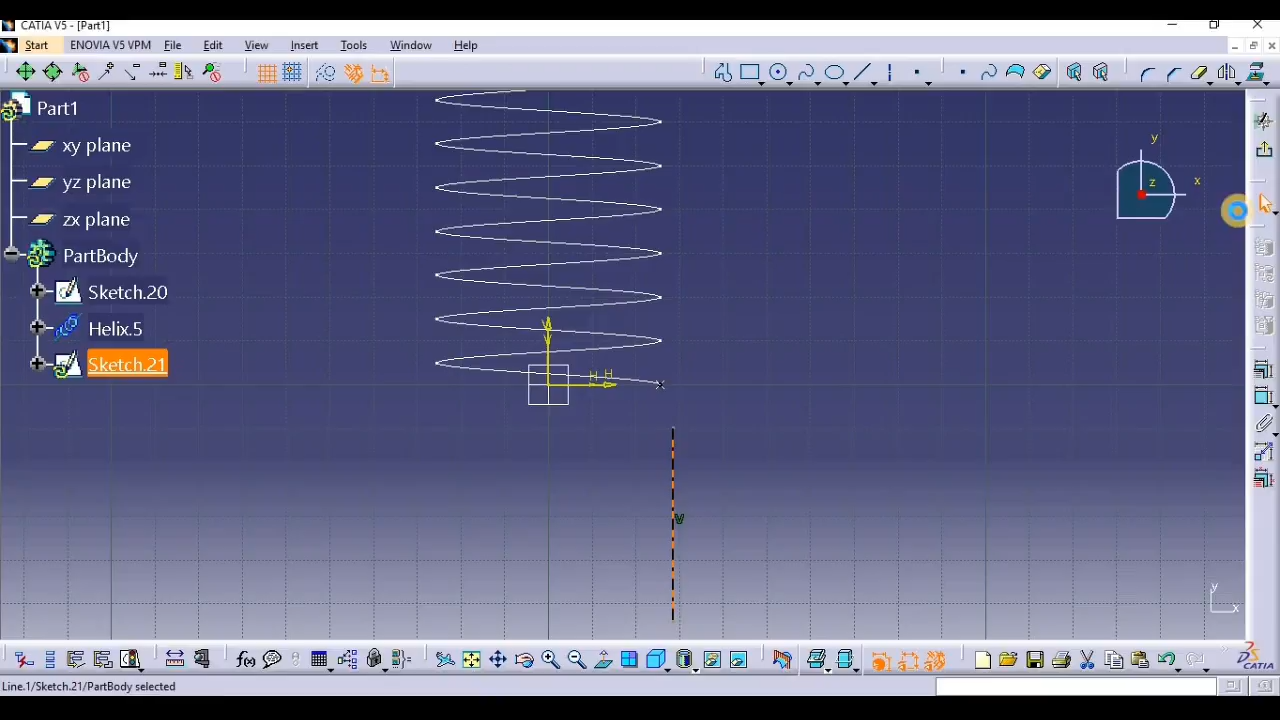 CATIA V5 - [Part1]
Start ENOVIA V5 VPM File Edit View Insert Tools Window Help
Part1
xy plane
yz plane
zx plane
PartBody
Sketch.20
Helix.5
Sketch.21
y
x
z
V
H H
V
y
x
f(x)
CATIA
Line.1/Sketch.21/PartBody selected